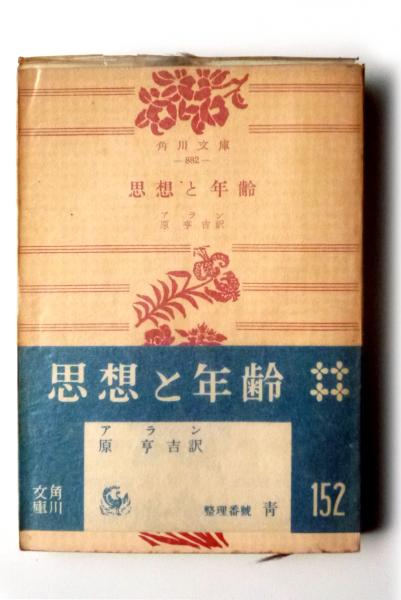 角川文庫
—882—
思想と年齢
アラン
原亨吉訳
思想と年齢
アラン
原亨吉訳
角川文庫
整理番號 青
152